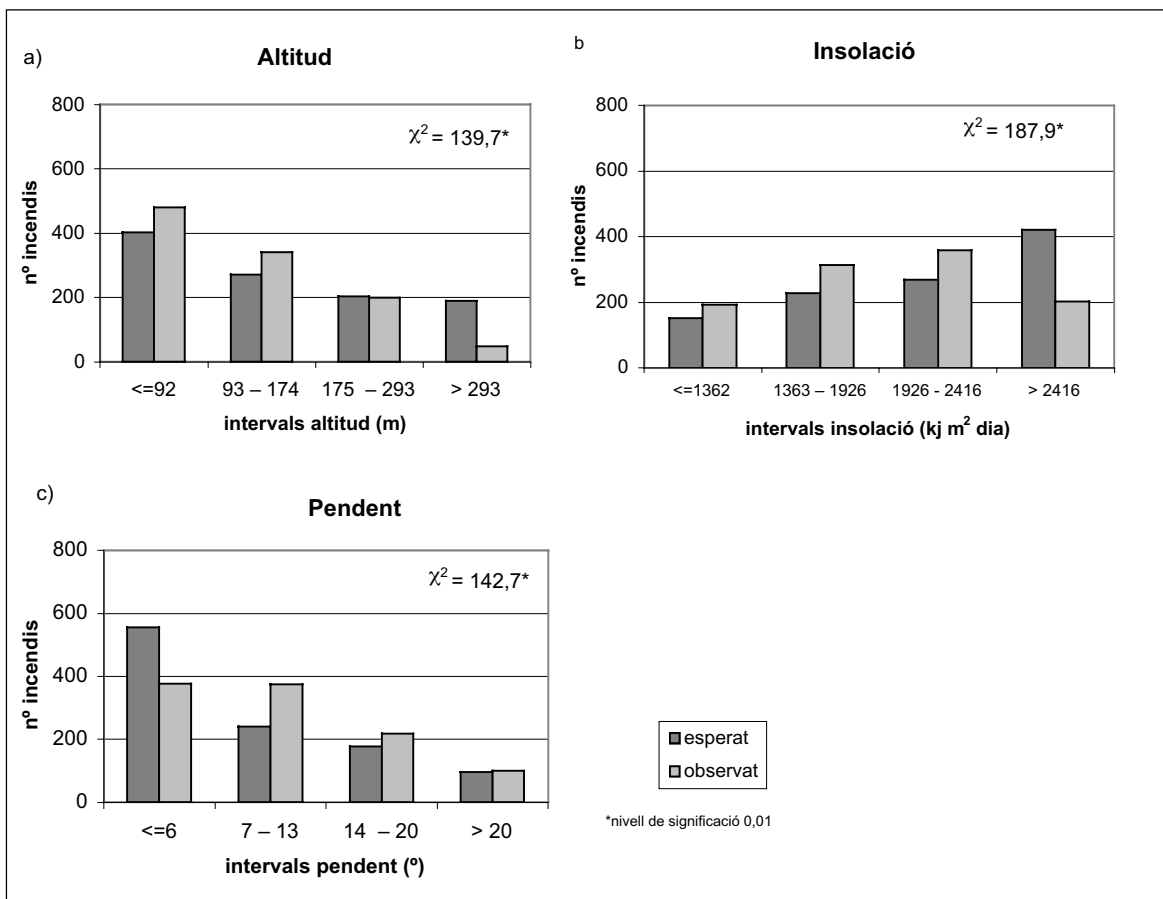 a)
Altitud
800
600
400
200
0
nº incendis
χ² = 139,7*
<=92 93 – 174 175 – 293 > 293
intervals altitud (m)
b
Insolació
800
600
400
200
0
nº incendis
χ² = 187,9*
<=1362 1363 – 1926 1926 - 2416 > 2416
intervals insolació (kj m² dia)
c)
Pendent
800
600
400
200
0
nº incendis
χ² = 142,7*
<=6 7 – 13 14 – 20 > 20
intervals pendent (º)
esperat
observat
*nivell de significació 0,01